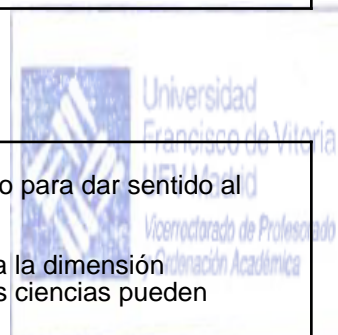 Universidad
Francisco de Vitoria
UFV Madrid
o para dar sentido al
Vicerrectorado de Profesorado
y Ordenación Académica
a la dimensión
s ciencias pueden